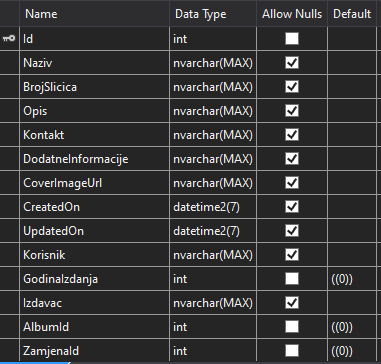 Name Data Type Allow Nulls Default
Id int
Naziv nvarchar(MAX)
BrojSlicica nvarchar(MAX)
Opis nvarchar(MAX)
Kontakt nvarchar(MAX)
DodatneInformacije nvarchar(MAX)
CoverImageUrl nvarchar(MAX)
CreatedOn datetime2(7)
UpdatedOn datetime2(7)
Korisnik nvarchar(MAX)
GodinaIzdanja int ((0))
Izdavac nvarchar(MAX)
AlbumId int ((0))
ZamjenaId int ((0))